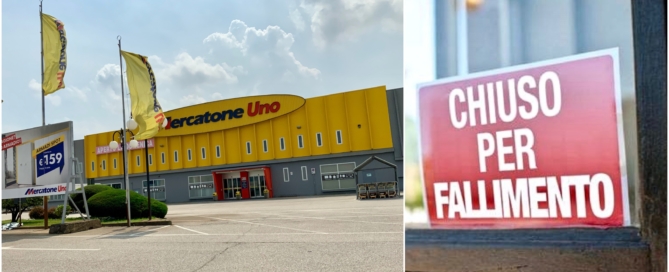 Mercatone Uno
€159
Mercatone Uno
CHIUSO
PER
FALLIMENTO